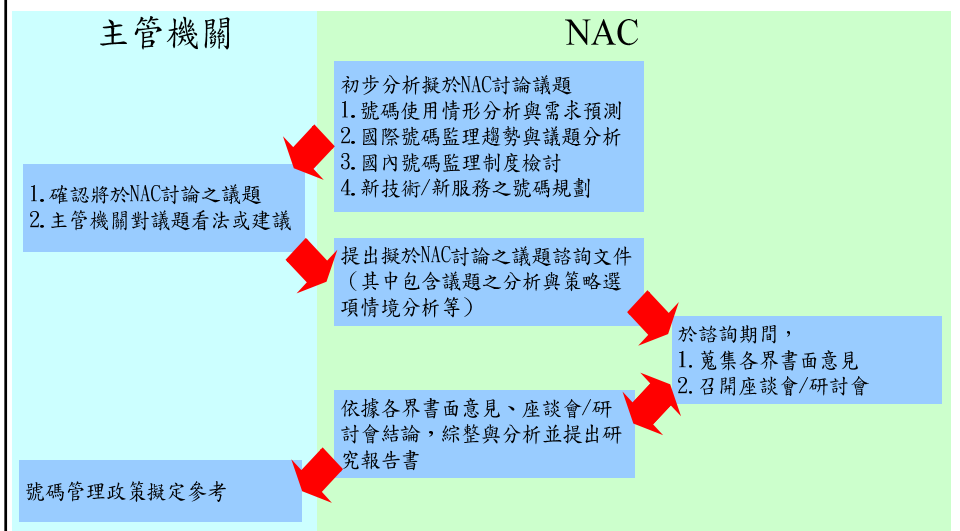 主管機關
NAC
初步分析擬於NAC討論議題
1.號碼使用情形分析與需求預測
2.國際號碼監理趨勢與議題分析
3.國內號碼監理制度檢討
4.新技術/新服務之號碼規劃
1.確認將於NAC討論之議題
2.主管機關對議題看法或建議
提出擬於NAC討論之議題諮詢文件
（其中包含議題之分析與策略選
項情境分析等）
於諮詢期間，
1.蒐集各界書面意見
2.召開座談會/研討會
依據各界書面意見、座談會/研
討會結論，綜整與分析並提出研
究報告書
號碼管理政策擬定參考